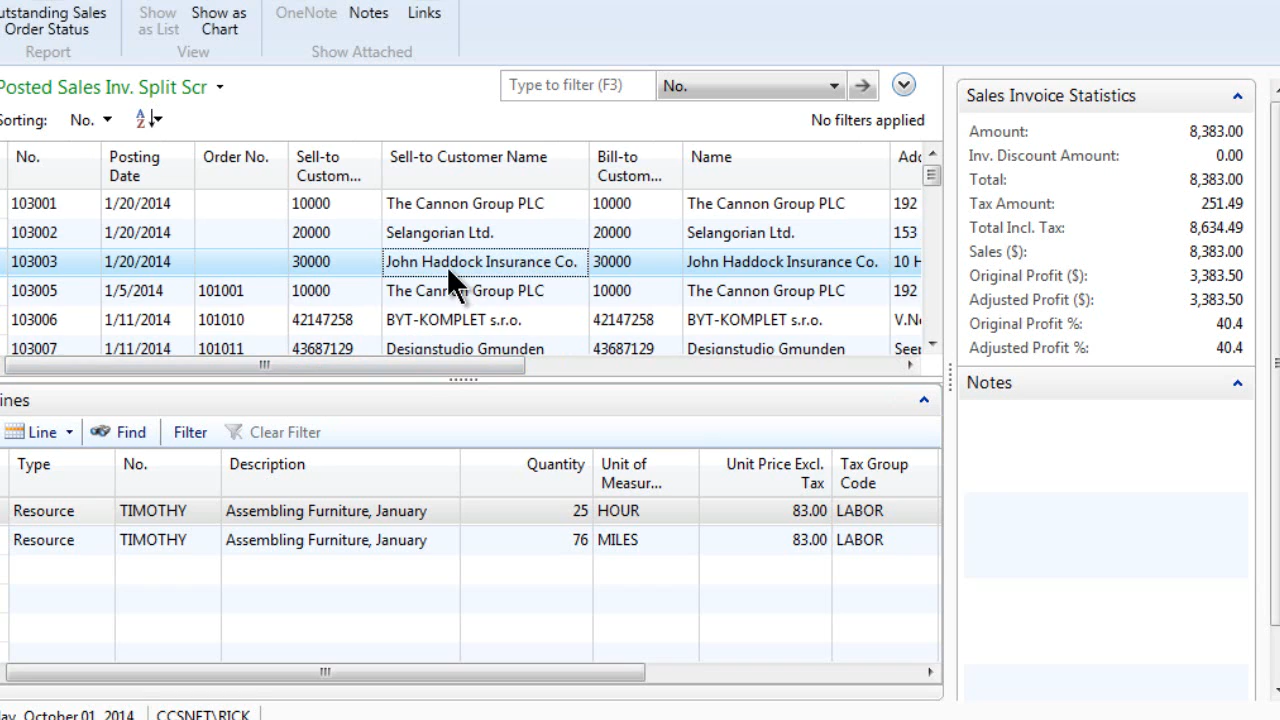 utstanding Sales
Order Status
Show
as List
Show as
Chart
OneNote
Notes
Links
Report
View
Show Attached
Posted Sales Inv. Split Scr
Type to filter (F3)
No.
Sorting:
No.
A
Z
No filters applied
No. Posting Date Order No. Sell-to Custom... Sell-to Customer Name Bill-to Custom... Name Add
103001 1/20/2014 10000 The Cannon Group PLC 10000 The Cannon Group PLC 192
103002 1/20/2014 20000 Selangorian Ltd. 20000 Selangorian Ltd. 153
103003 1/20/2014 30000 John Haddock Insurance Co. 30000 John Haddock Insurance Co. 10 H
103005 1/5/2014 101001 10000 The Cannon Group PLC 10000 The Cannon Group PLC 192
103006 1/11/2014 101010 42147258 BYT-KOMPLET s.r.o. 42147258 BYT-KOMPLET s.r.o. V.No
103007 1/11/2014 101011 43687129 Designstudio Gmunden 43687129 Designstudio Gmunden Seer
ines
Line Find Filter Clear Filter
Type No. Description Quantity Unit of Measur... Unit Price Excl. Tax Tax Group Code
Resource TIMOTHY Assembling Furniture, January 25 HOUR 83.00 LABOR
Resource TIMOTHY Assembling Furniture, January 76 MILES 83.00 LABOR
Sales Invoice Statistics
Amount: 8,383.00
Inv. Discount Amount: 0.00
Total: 8,383.00
Tax Amount: 251.49
Total Incl. Tax: 8,634.49
Sales ($): 8,383.00
Original Profit ($): 3,383.50
Adjusted Profit ($): 3,383.50
Original Profit %: 40.4
Adjusted Profit %: 40.4
Notes
ay, October 01, 2014 CCSNET\RICK